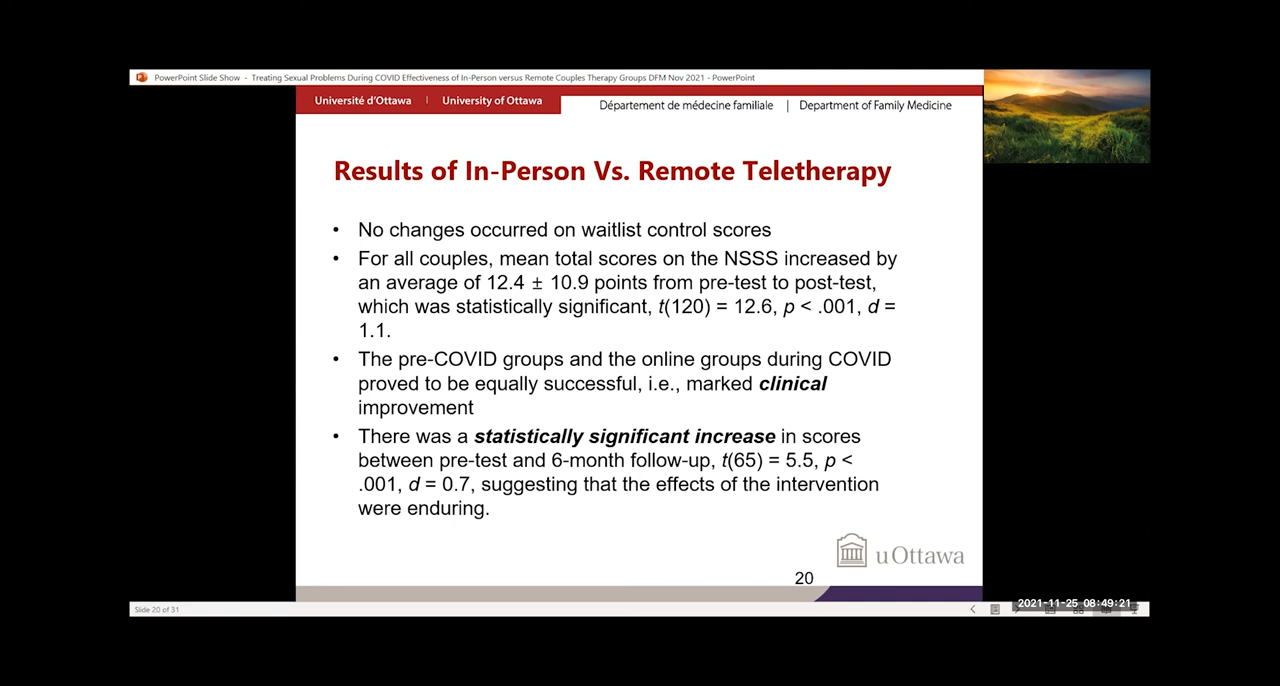 PowerPoint Slide Show - Treating Sexual Problems During COVID Effectiveness of In-Person versus Remote Couples Therapy Groups DFM Nov 2021 - PowerPoint
Université d'Ottawa | University of Ottawa
Département de médecine familiale | Department of Family Medicine
Results of In-Person Vs. Remote Teletherapy
• No changes occurred on waitlist control scores
• For all couples, mean total scores on the NSSS increased by
an average of 12.4 ± 10.9 points from pre-test to post-test,
which was statistically significant, t(120) = 12.6, p < .001, d =
1.1.
• The pre-COVID groups and the online groups during COVID
proved to be equally successful, i.e., marked clinical
improvement
• There was a statistically significant increase in scores
between pre-test and 6-month follow-up, t(65) = 5.5, p <
.001, d = 0.7, suggesting that the effects of the intervention
were enduring.
uOttawa
20
Slide 20 of 31
2021-11-25 08:49:21